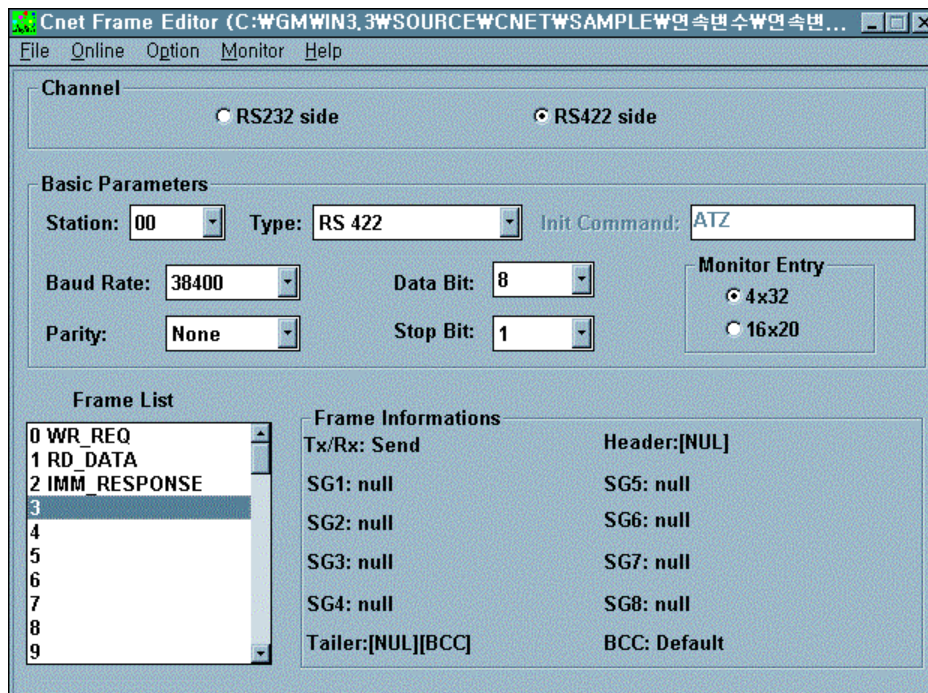 Cnet Frame Editor (C:₩GMWIN3.3₩SOURCE₩CNET₩SAMPLE₩연속변수₩연속변...
File Online Option Monitor Help
Channel
RS232 side RS422 side
Basic Parameters
Station: 00 Type: RS 422 Init Command: ATZ
Monitor Entry
Baud Rate: 38400 Data Bit: 8 4x32
Parity: None Stop Bit: 1 16x20
Frame List
Frame Informations
0 WR_REQ
1 RD_DATA
2 IMM_RESPONSE
3
4
5
6
7
8
9
Tx/Rx: Send Header:[NUL]
SG1: null SG5: null
SG2: null SG6: null
SG3: null SG7: null
SG4: null SG8: null
Tailer:[NUL][BCC] BCC: Default